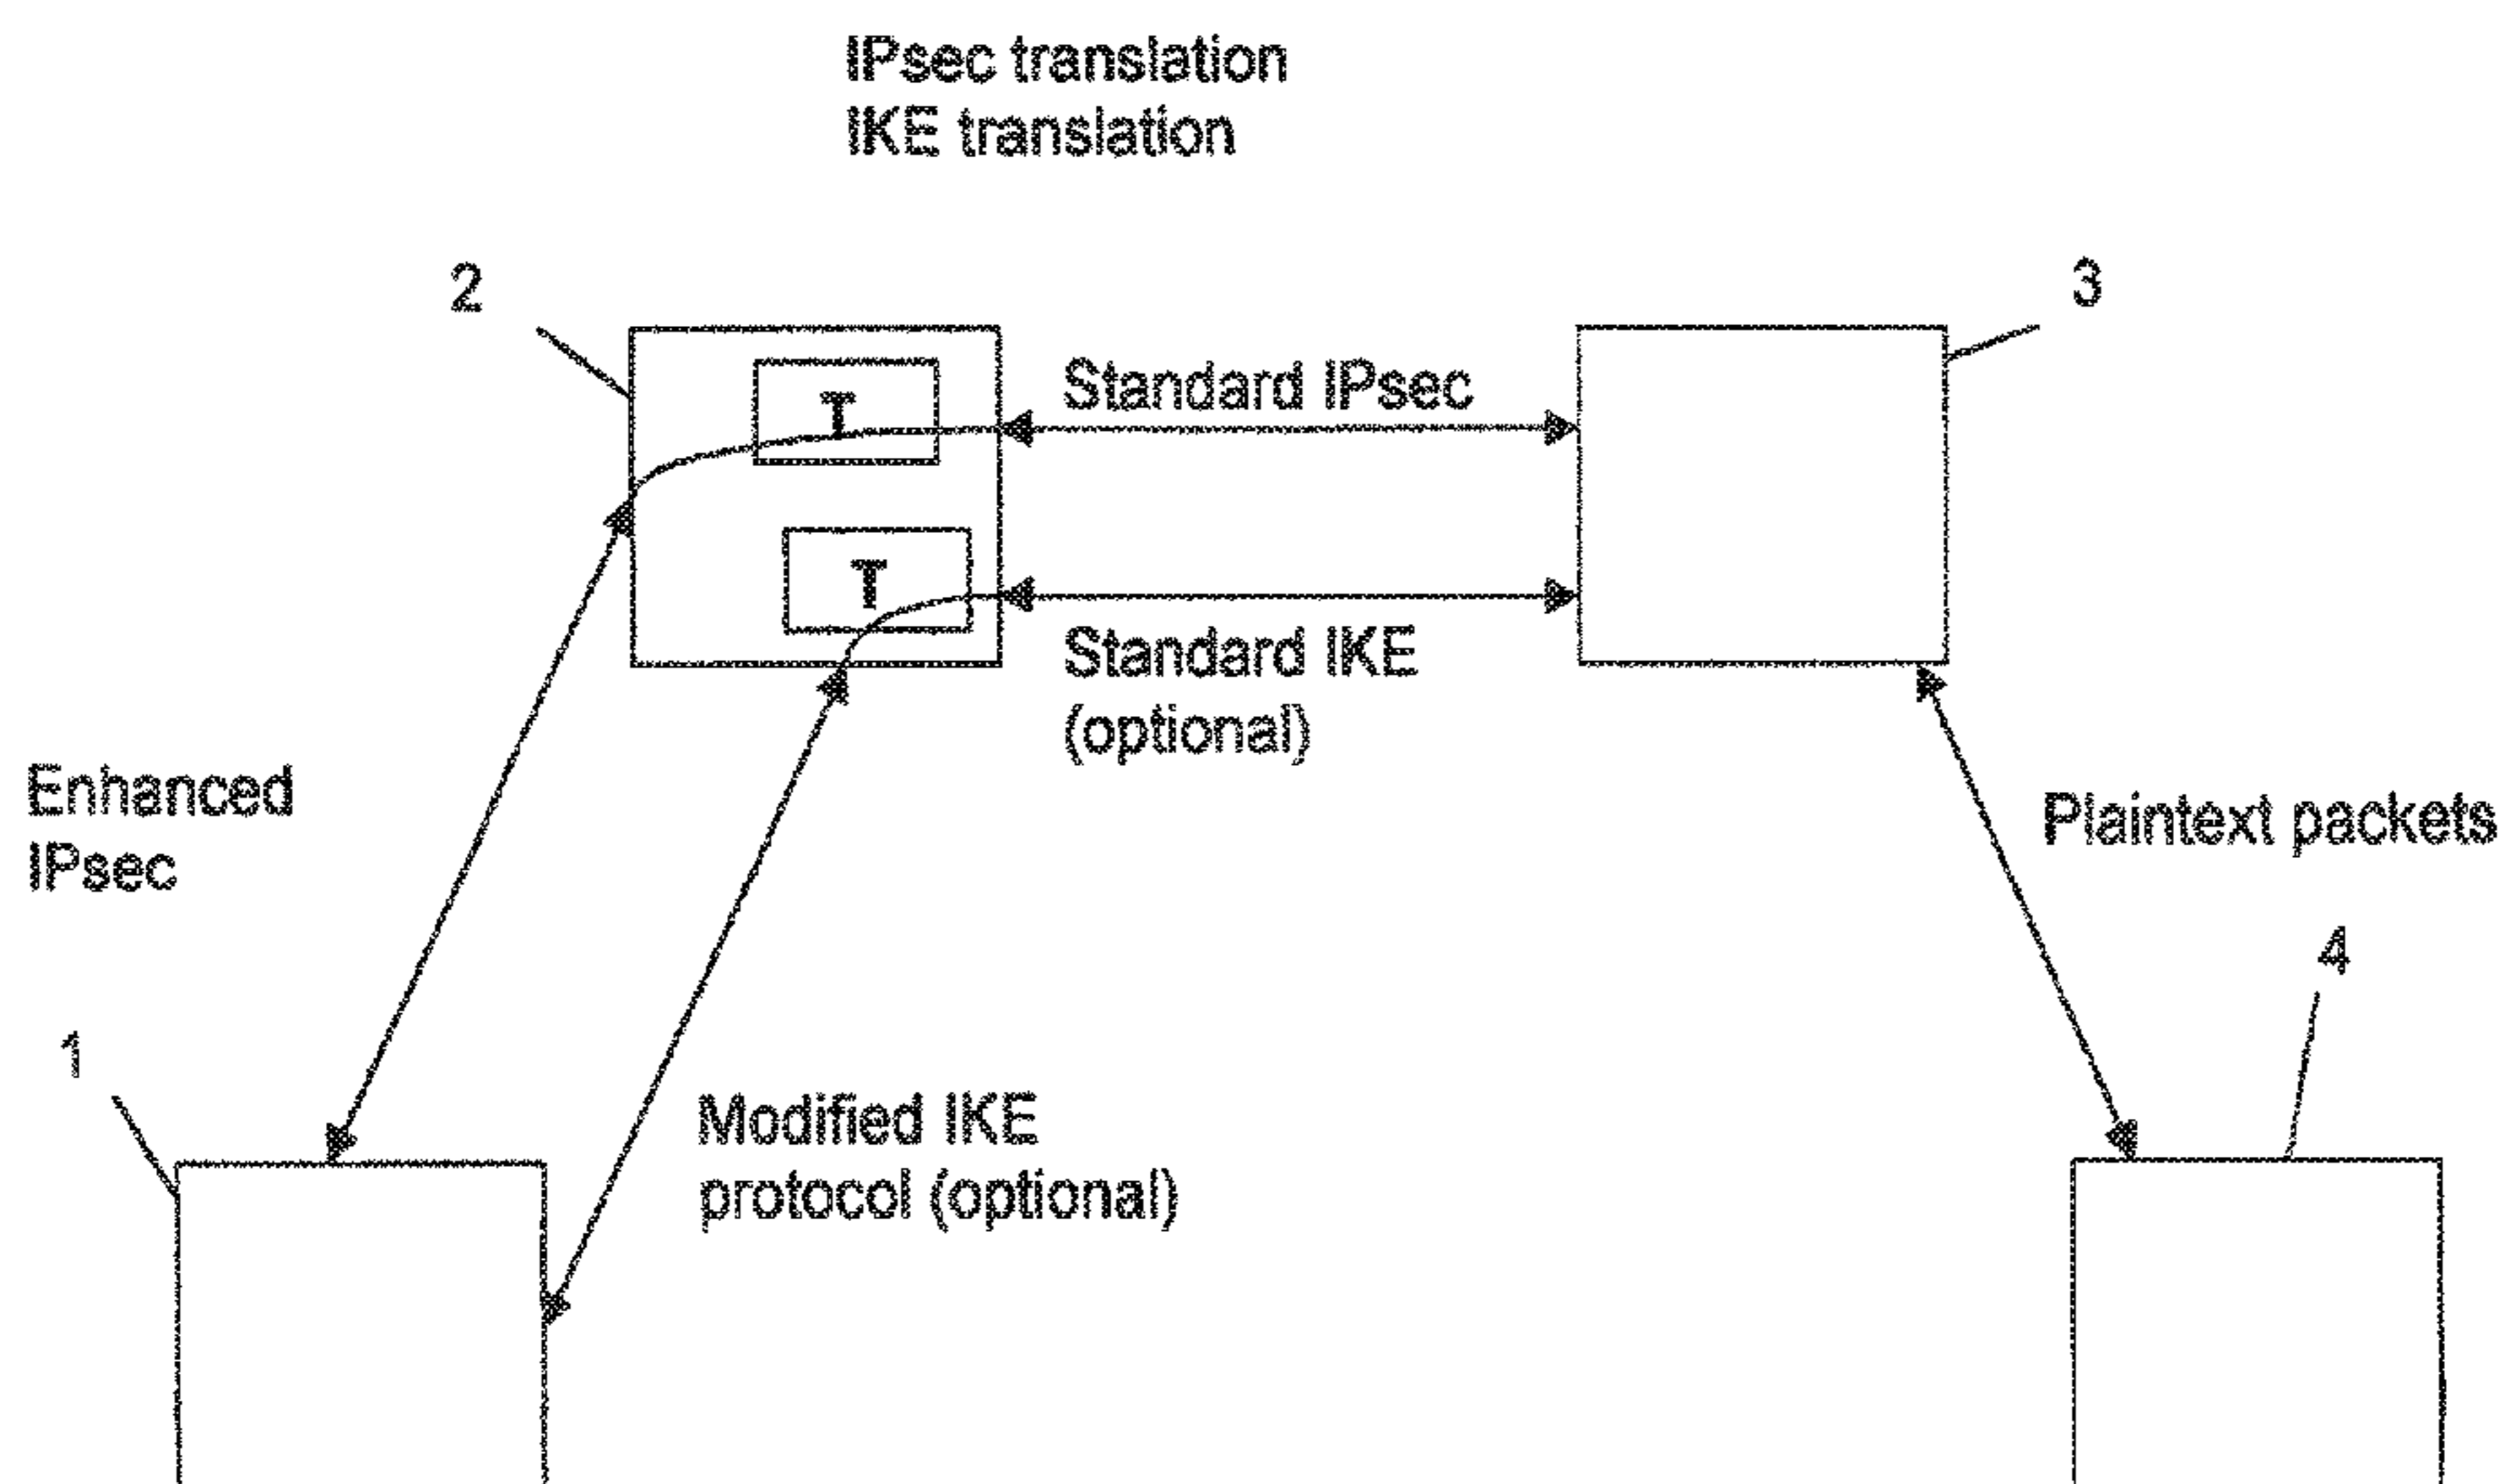 IPsec translation
IKE translation
2
3
T
Standard IPsec
T
Standard IKE
(optional)
Enhanced
IPsec
Plaintext packets
4
1
Modified IKE
protocol (optional)